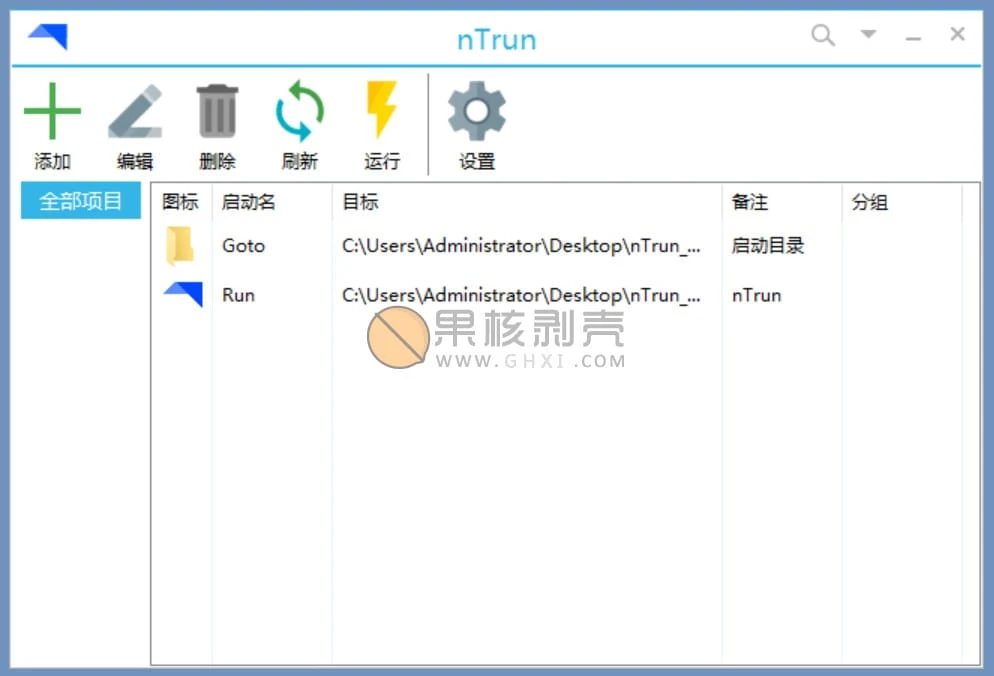 nTrun
添加 编辑 删除 刷新 运行 设置
全部项目
图标 启动名 目标 备注 分组
Goto C:\Users\Administrator\Desktop\nTrun_... 启动目录
Run C:\Users\Administrator\Desktop\nTrun_... nTrun
果核剥壳
WWW.GHXI.COM